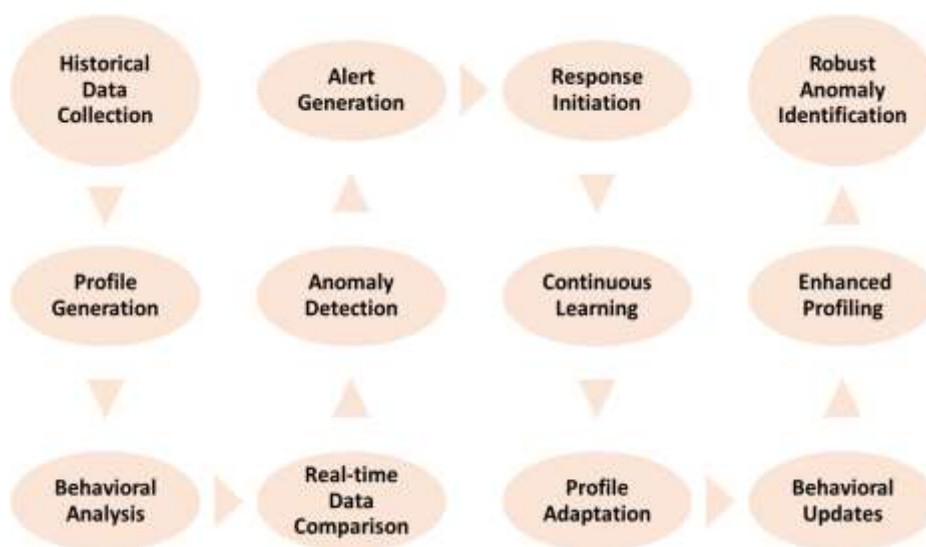 Historical
Data
Collection
Profile
Generation
Behavioral
Analysis
Real-time
Data
Comparison
Anomaly
Detection
Alert
Generation
Response
Initiation
Continuous
Learning
Profile
Adaptation
Behavioral
Updates
Enhanced
Profiling
Robust
Anomaly
Identification